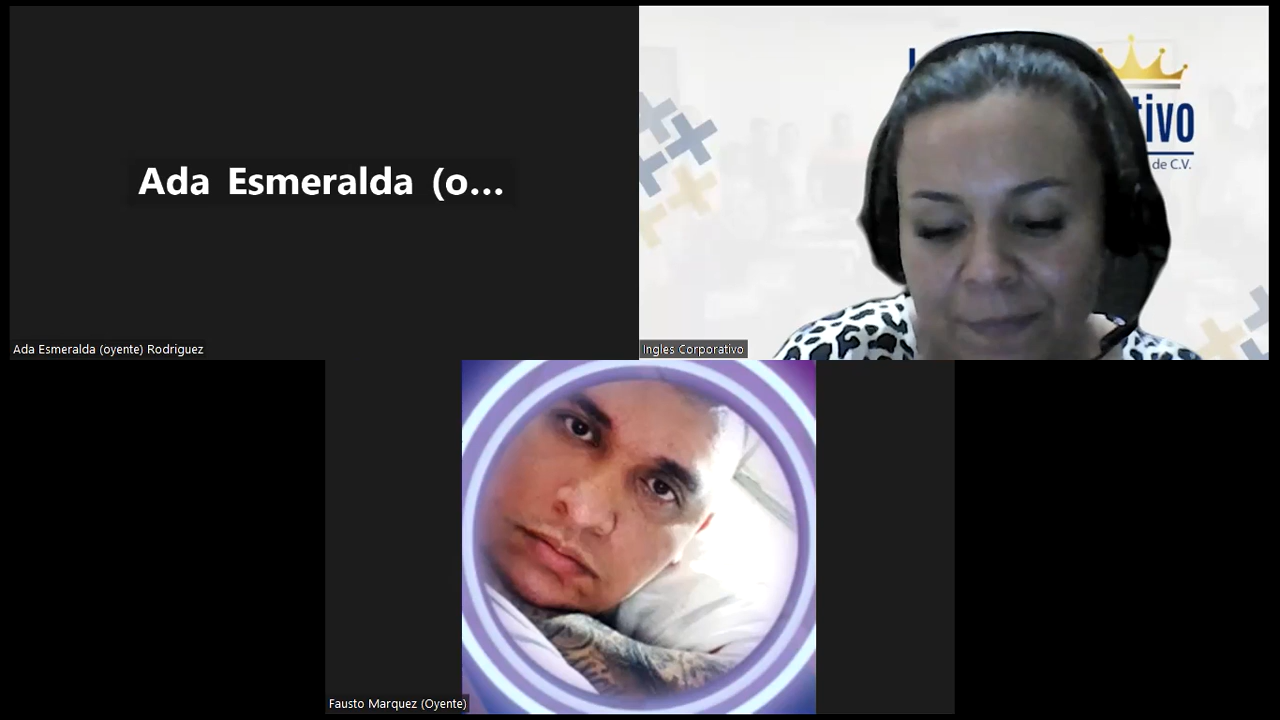 Ada Esmeralda (o...
Ada Esmeralda (oyente) Rodriguez
tivo
de C.V.
Ingles Corporativo
Fausto Marquez (Oyente)